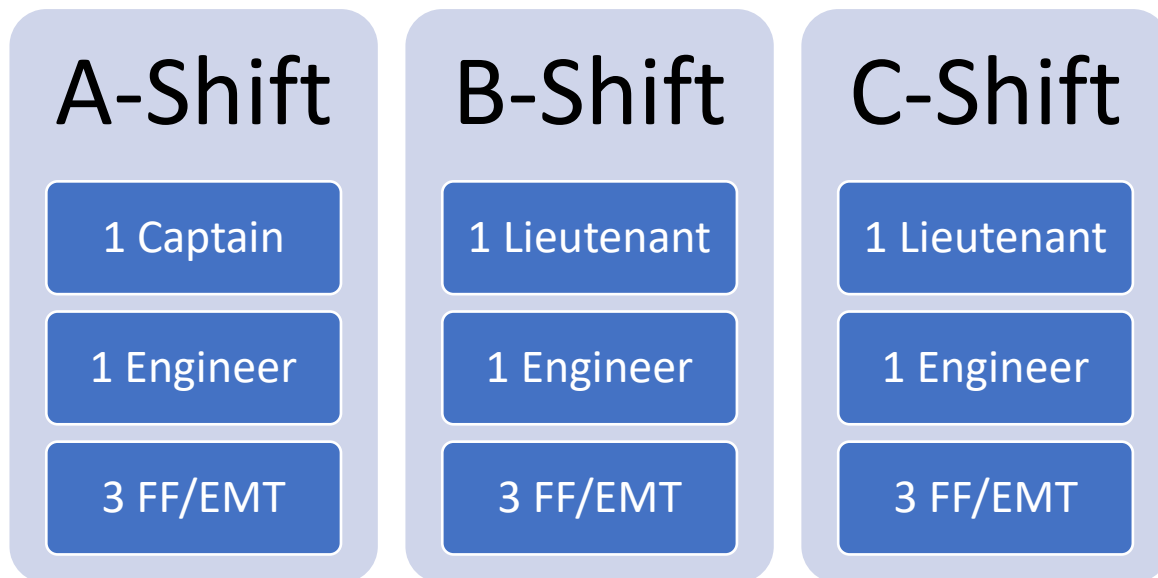 A-Shift
1 Captain
1 Engineer
3 FF/EMT
B-Shift
1 Lieutenant
1 Engineer
3 FF/EMT
C-Shift
1 Lieutenant
1 Engineer
3 FF/EMT